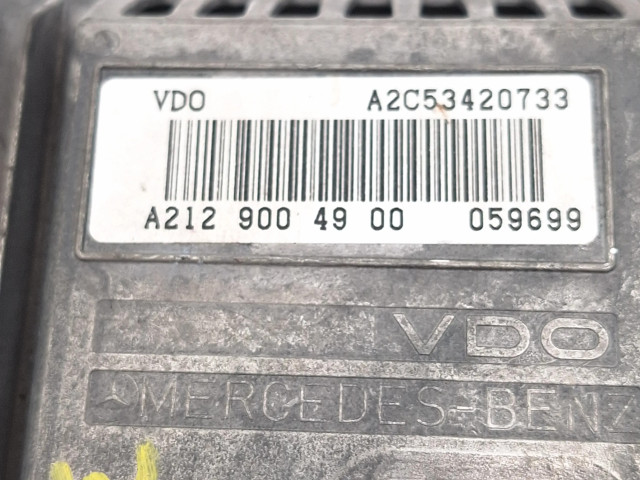 VDO A2C53420733
A212 900 49 00 059699
VDO
MERCEDES-BENZ